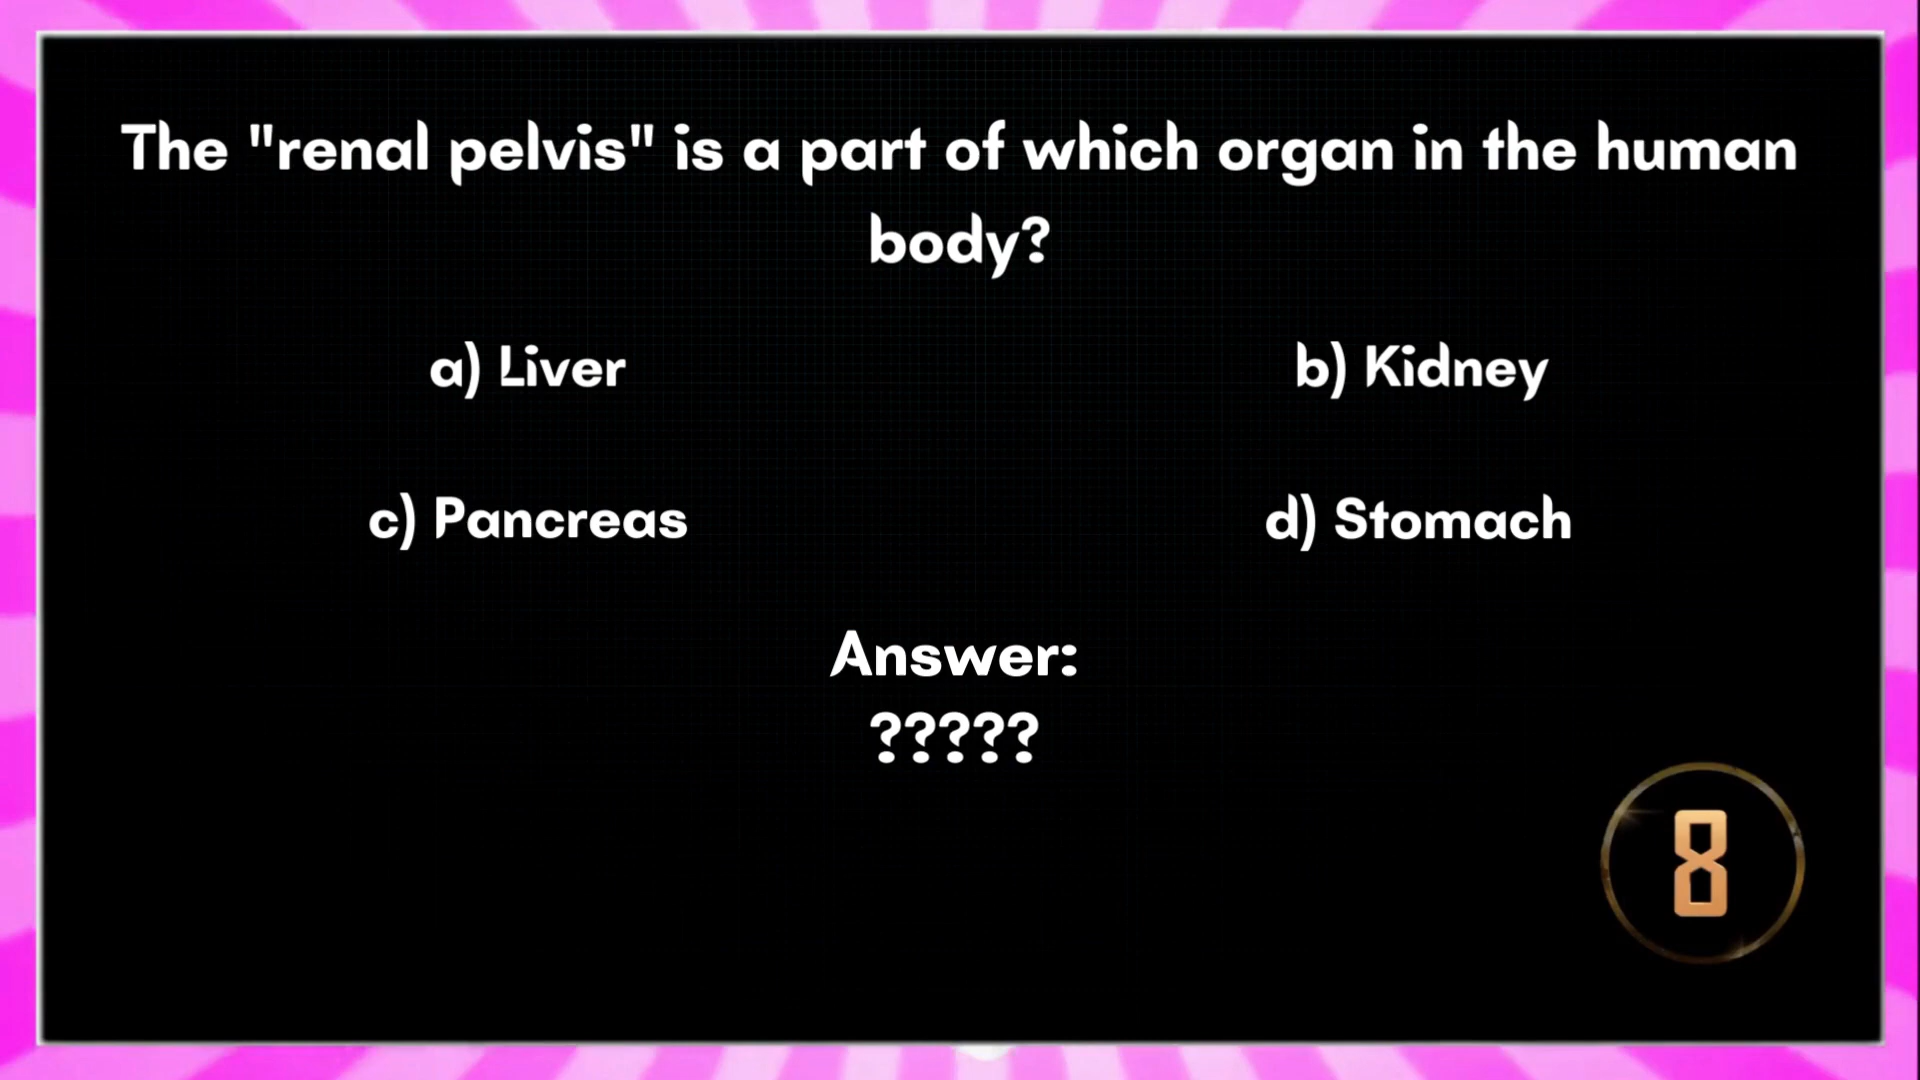 The "renal pelvis" is a part of which organ in the human
body?
a) Liver
b) Kidney
c) Pancreas
d) Stomach
Answer:
?????
8